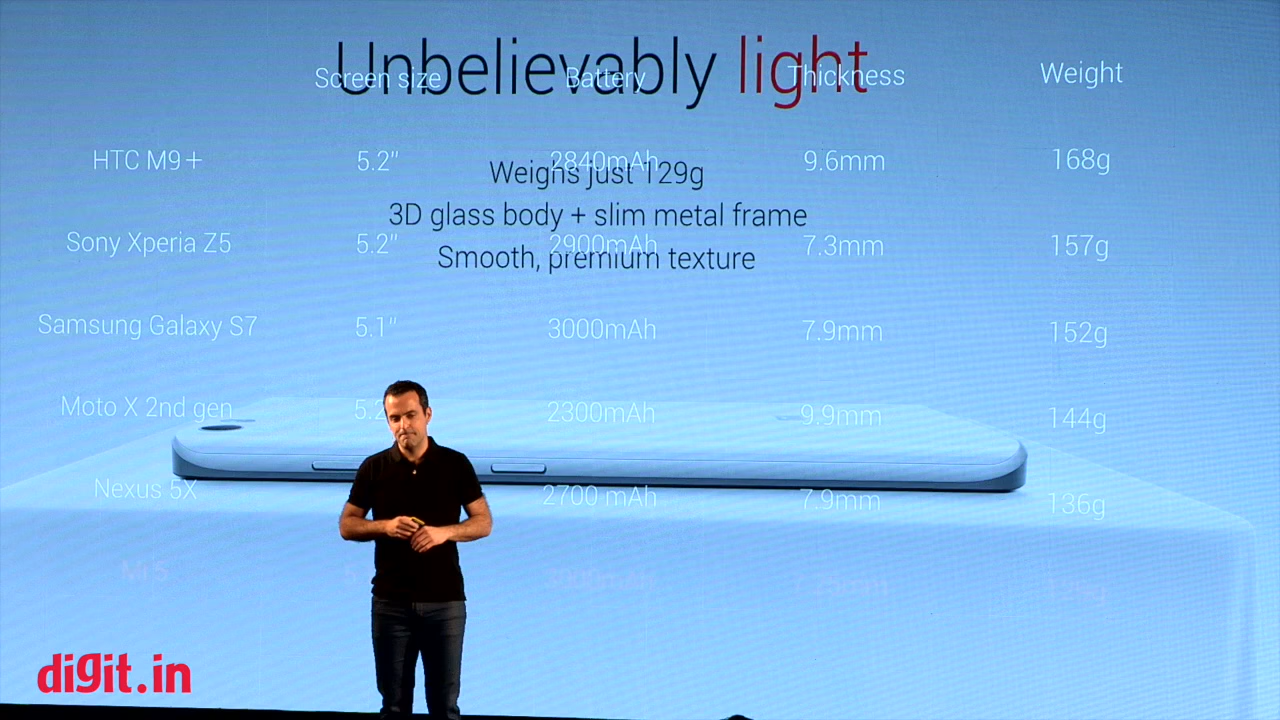 Unbelievably light
Screen size Battery Thickness Weight
HTC M9+ 5.2" 2840mAh 9.6mm 168g
Weighs just 129g
3D glass body + slim metal frame
Sony Xperia Z5 5.2" 2900mAh 7.3mm 157g
Smooth, premium texture
Samsung Galaxy S7 5.1" 3000mAh 7.9mm 152g
Moto X 2nd gen 2300mAh 9.9mm 144g
Nexus 5X 2700 mAh 7.9mm 136g
Mi 5
digit.in